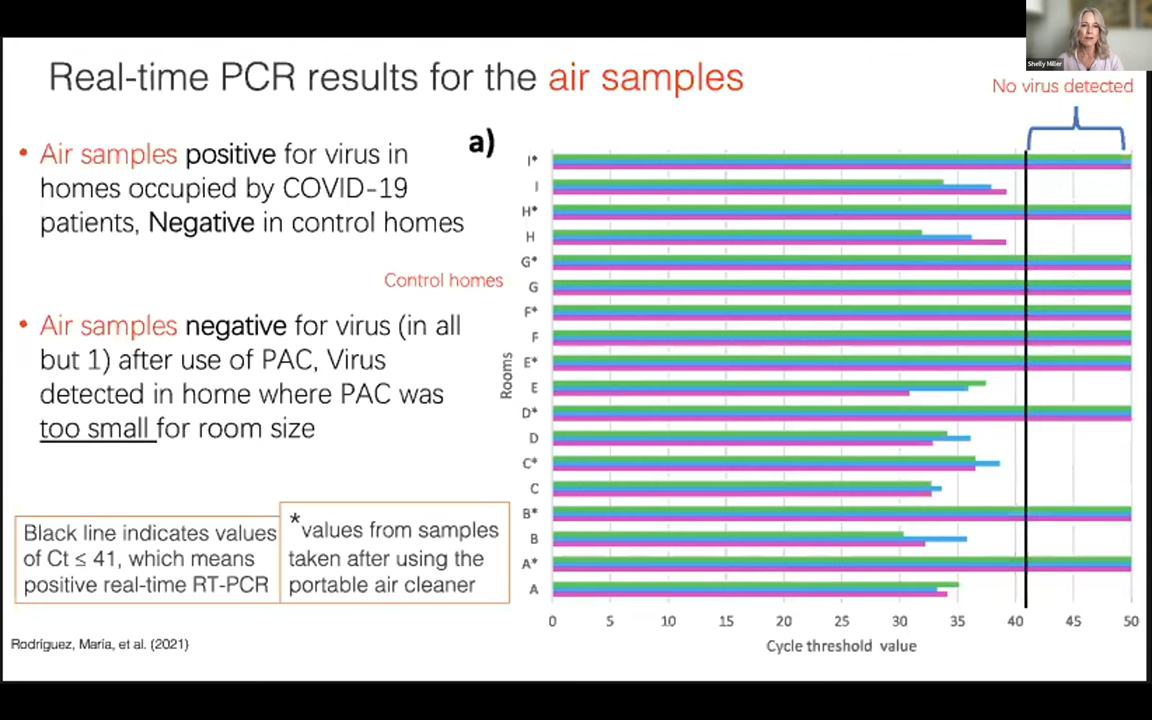 Shelly Miller
Real-time PCR results for the air samples
No virus detected
• Air samples positive for virus in
homes occupied by COVID-19
patients, Negative in control homes
Control homes
• Air samples negative for virus (in all
but 1) after use of PAC, Virus
detected in home where PAC was
too small for room size
Black line indicates values
of Ct ≤ 41, which means
positive real-time RT-PCR
*values from samples
taken after using the
portable air cleaner
Rodríguez, María, et al. (2021)
a)
Rooms
I*
I
H*
H
G*
G
F*
F
E*
E
D*
D
C*
C
B*
B
A*
A
0 5 10 15 20 25 30 35 40 45 50
Cycle threshold value